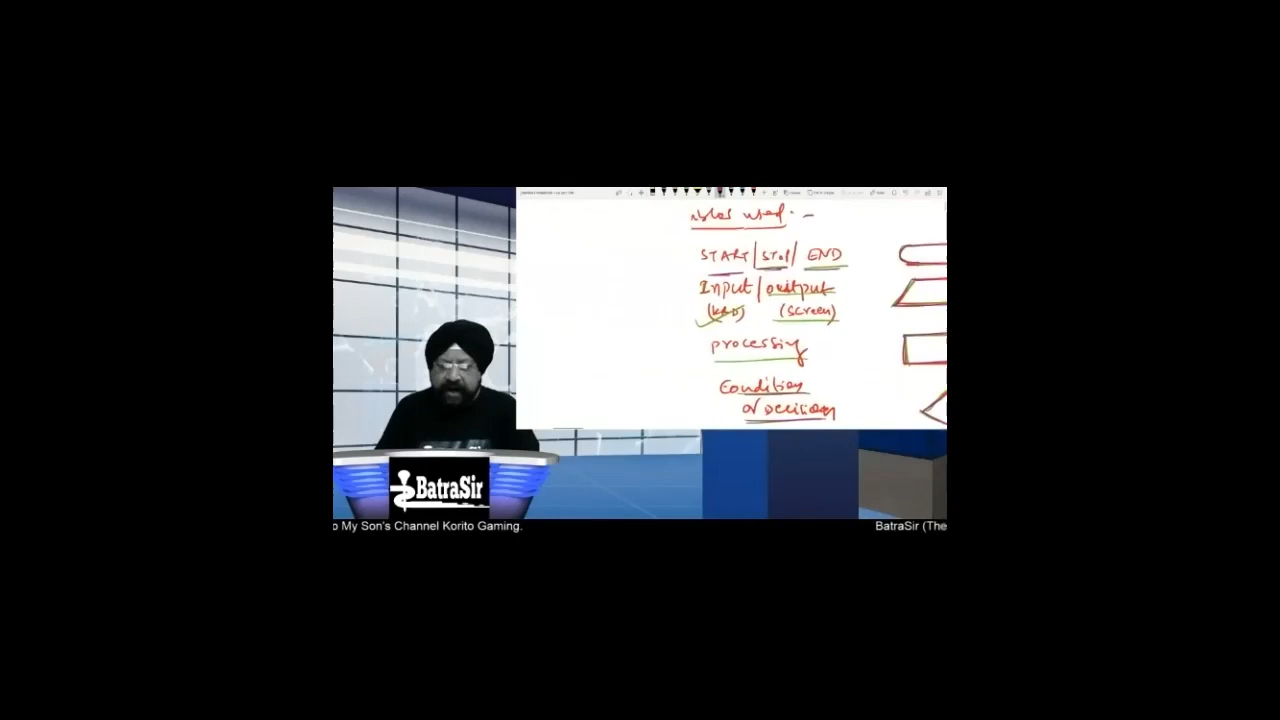 used. -
START / STOP / END
Input / output
(KBD) (Screen)
processing
Condition
or Decision
BatraSir
o My Son's Channel Korito Gaming.
BatraSir (The